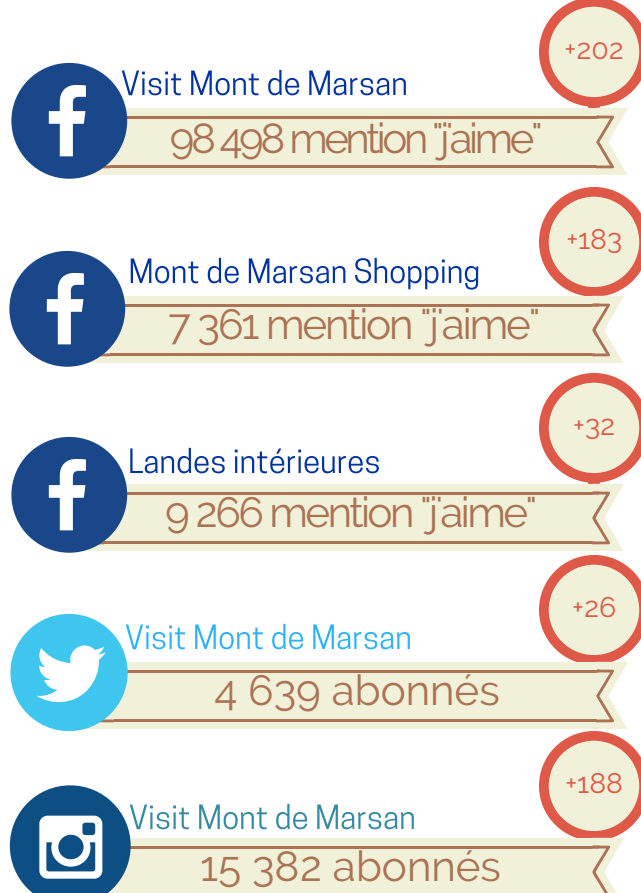 +202
Visit Mont de Marsan
98 498 mention "j'aime"
+183
Mont de Marsan Shopping
7 361 mention "j'aime"
+32
Landes intérieures
9 266 mention "j'aime"
+26
Visit Mont de Marsan
4 639 abonnés
+188
Visit Mont de Marsan
15 382 abonnés